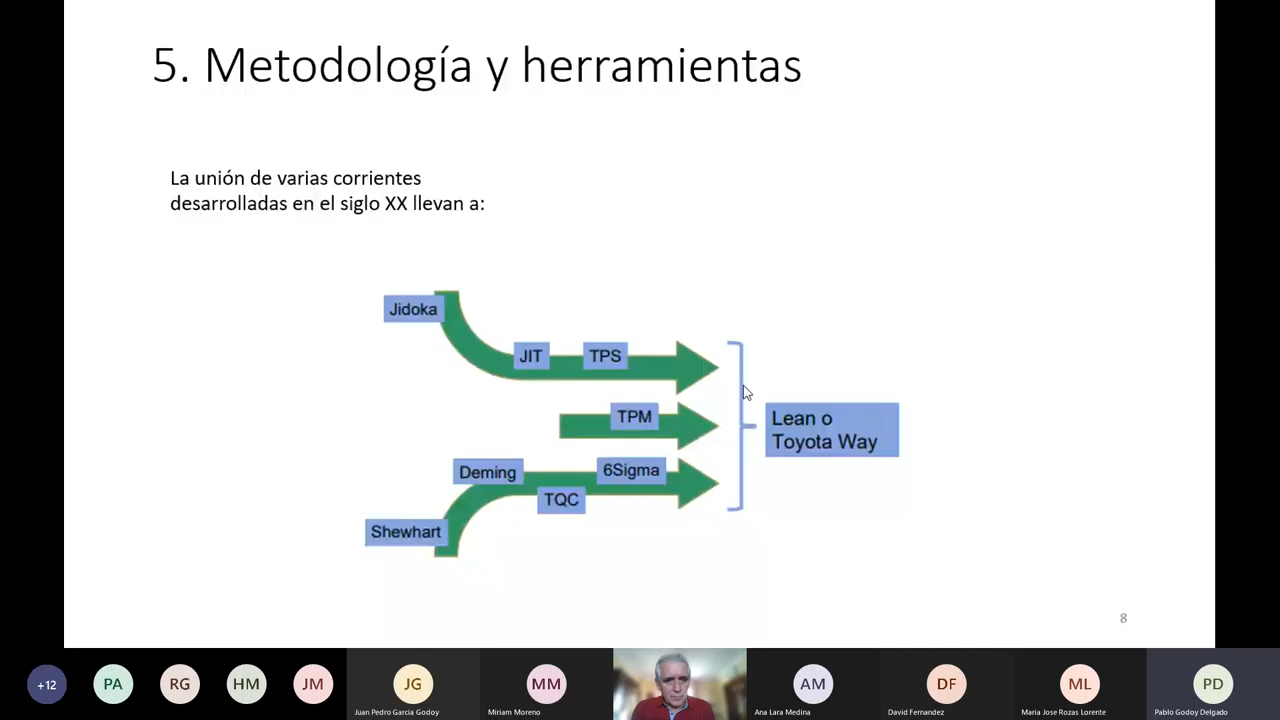 5. Metodología y herramientas
La unión de varias corrientes
desarrolladas en el siglo XX llevan a:
Jidoka
JIT
TPS
TPM
Deming
6Sigma
TQC
Shewhart
Lean o
Toyota Way
8
+12
PA
RG
HM
JM
JG
Juan Pedro Garcia Godoy
MM
Miriam Moreno
AM
Ana Lara Medina
DF
David Fernandez
ML
Maria Jose Rozas Lorente
PD
Pablo Godoy Delgado